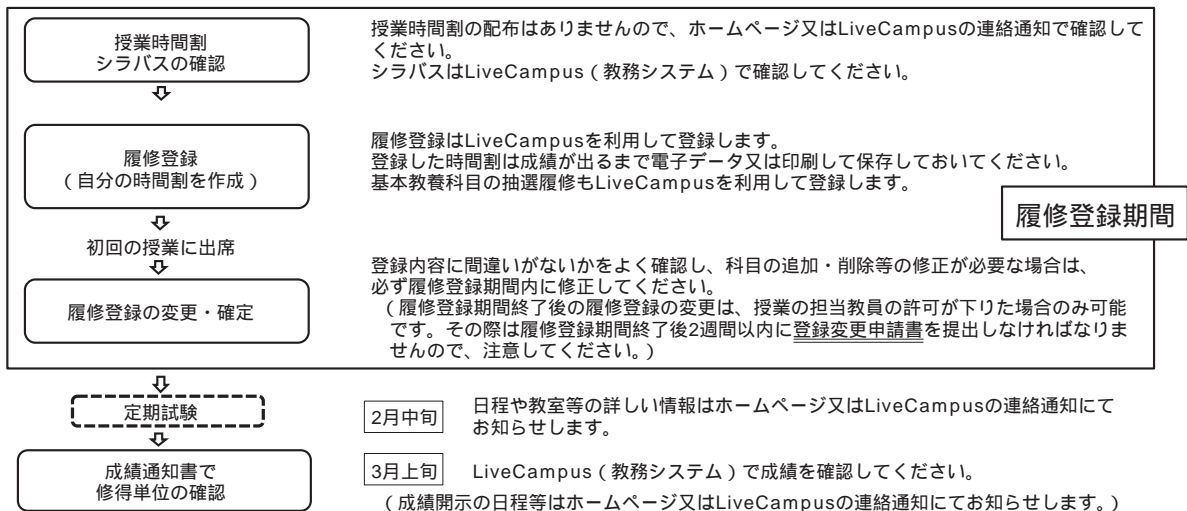 授業時間割
シラバスの確認
授業時間割の配布はありませんので、ホームページ又はLiveCampusの連絡通知で確認して
ください。
シラバスはLiveCampus(教務システム)で確認してください。
履修登録
(自分の時間割を作成)
履修登録はLiveCampusを利用して登録します。
登録した時間割は成績が出るまで電子データ又は印刷して保存しておいてください。
基本教養科目の抽選履修もLiveCampusを利用して登録します。
履修登録期間
初回の授業に出席
履修登録の変更・確定
登録内容に間違いがないかをよく確認し、科目の追加・削除等の修正が必要な場合は、
必ず履修登録期間内に修正してください。
(履修登録期間終了後の履修登録の変更は、授業の担当教員の許可が下りた場合のみ可能
です。その際は履修登録期間終了後2週間以内に登録変更申請書を提出しなければなりま
せんので、注意してください。)
定期試験
2月中旬
日程や教室等の詳しい情報はホームページ又はLiveCampusの連絡通知にて
お知らせします。
成績通知書で
修得単位の確認
3月上旬
LiveCampus(教務システム)で成績を確認してください。
(成績開示の日程等はホームページ又はLiveCampusの連絡通知にてお知らせします。)